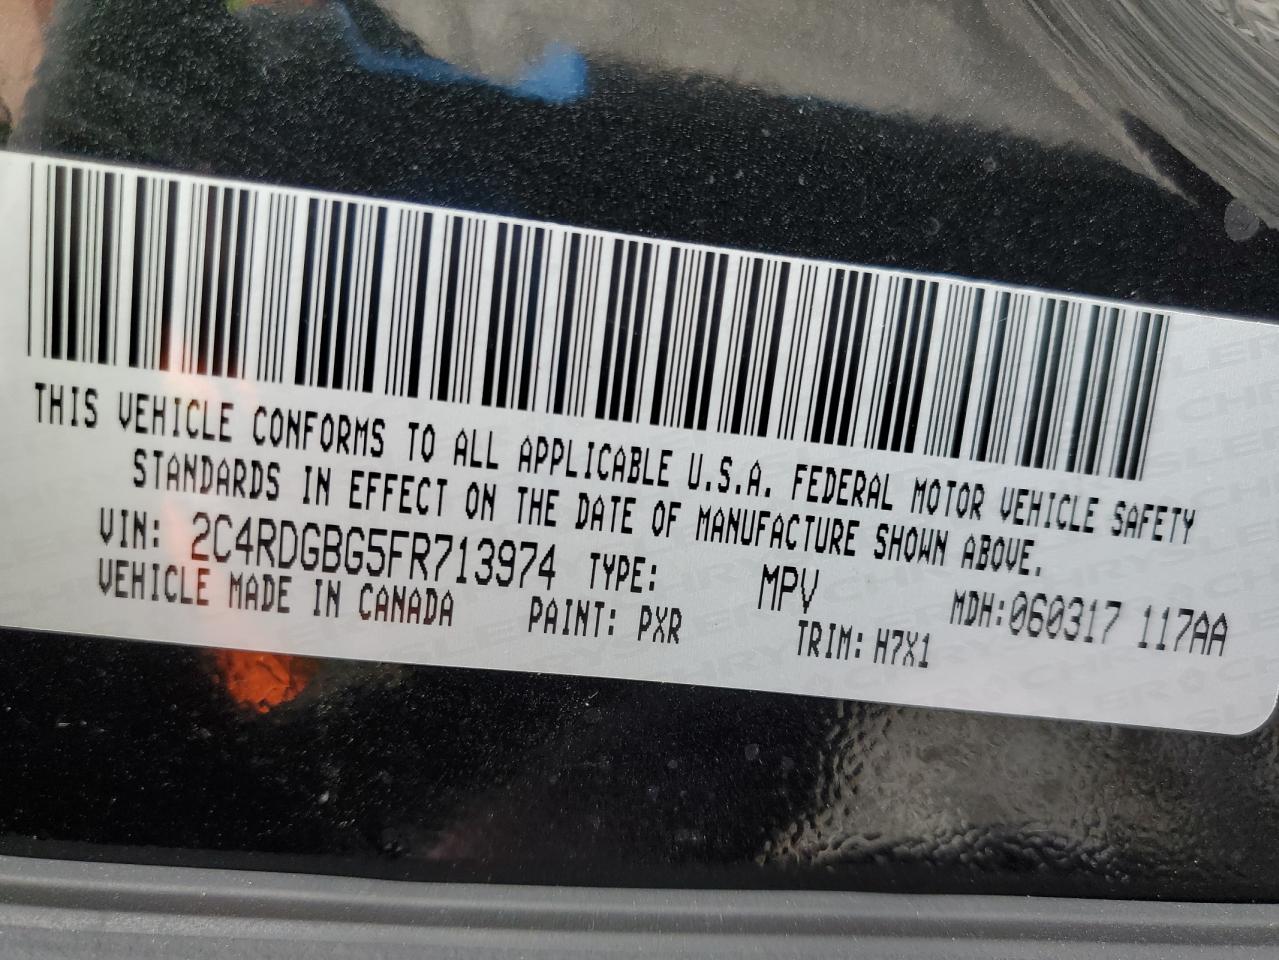 THIS VEHICLE CONFORMS TO ALL APPLICABLE U.S.A. FEDERAL MOTOR VEHICLE SAFETY
STANDARDS IN EFFECT ON THE DATE OF MANUFACTURE SHOWN ABOVE.
VIN: 2C4RDGBG5FR713974 TYPE: MPV MDH:060317 117AA
VEHICLE MADE IN CANADA PAINT: PXR TRIM: H7X1